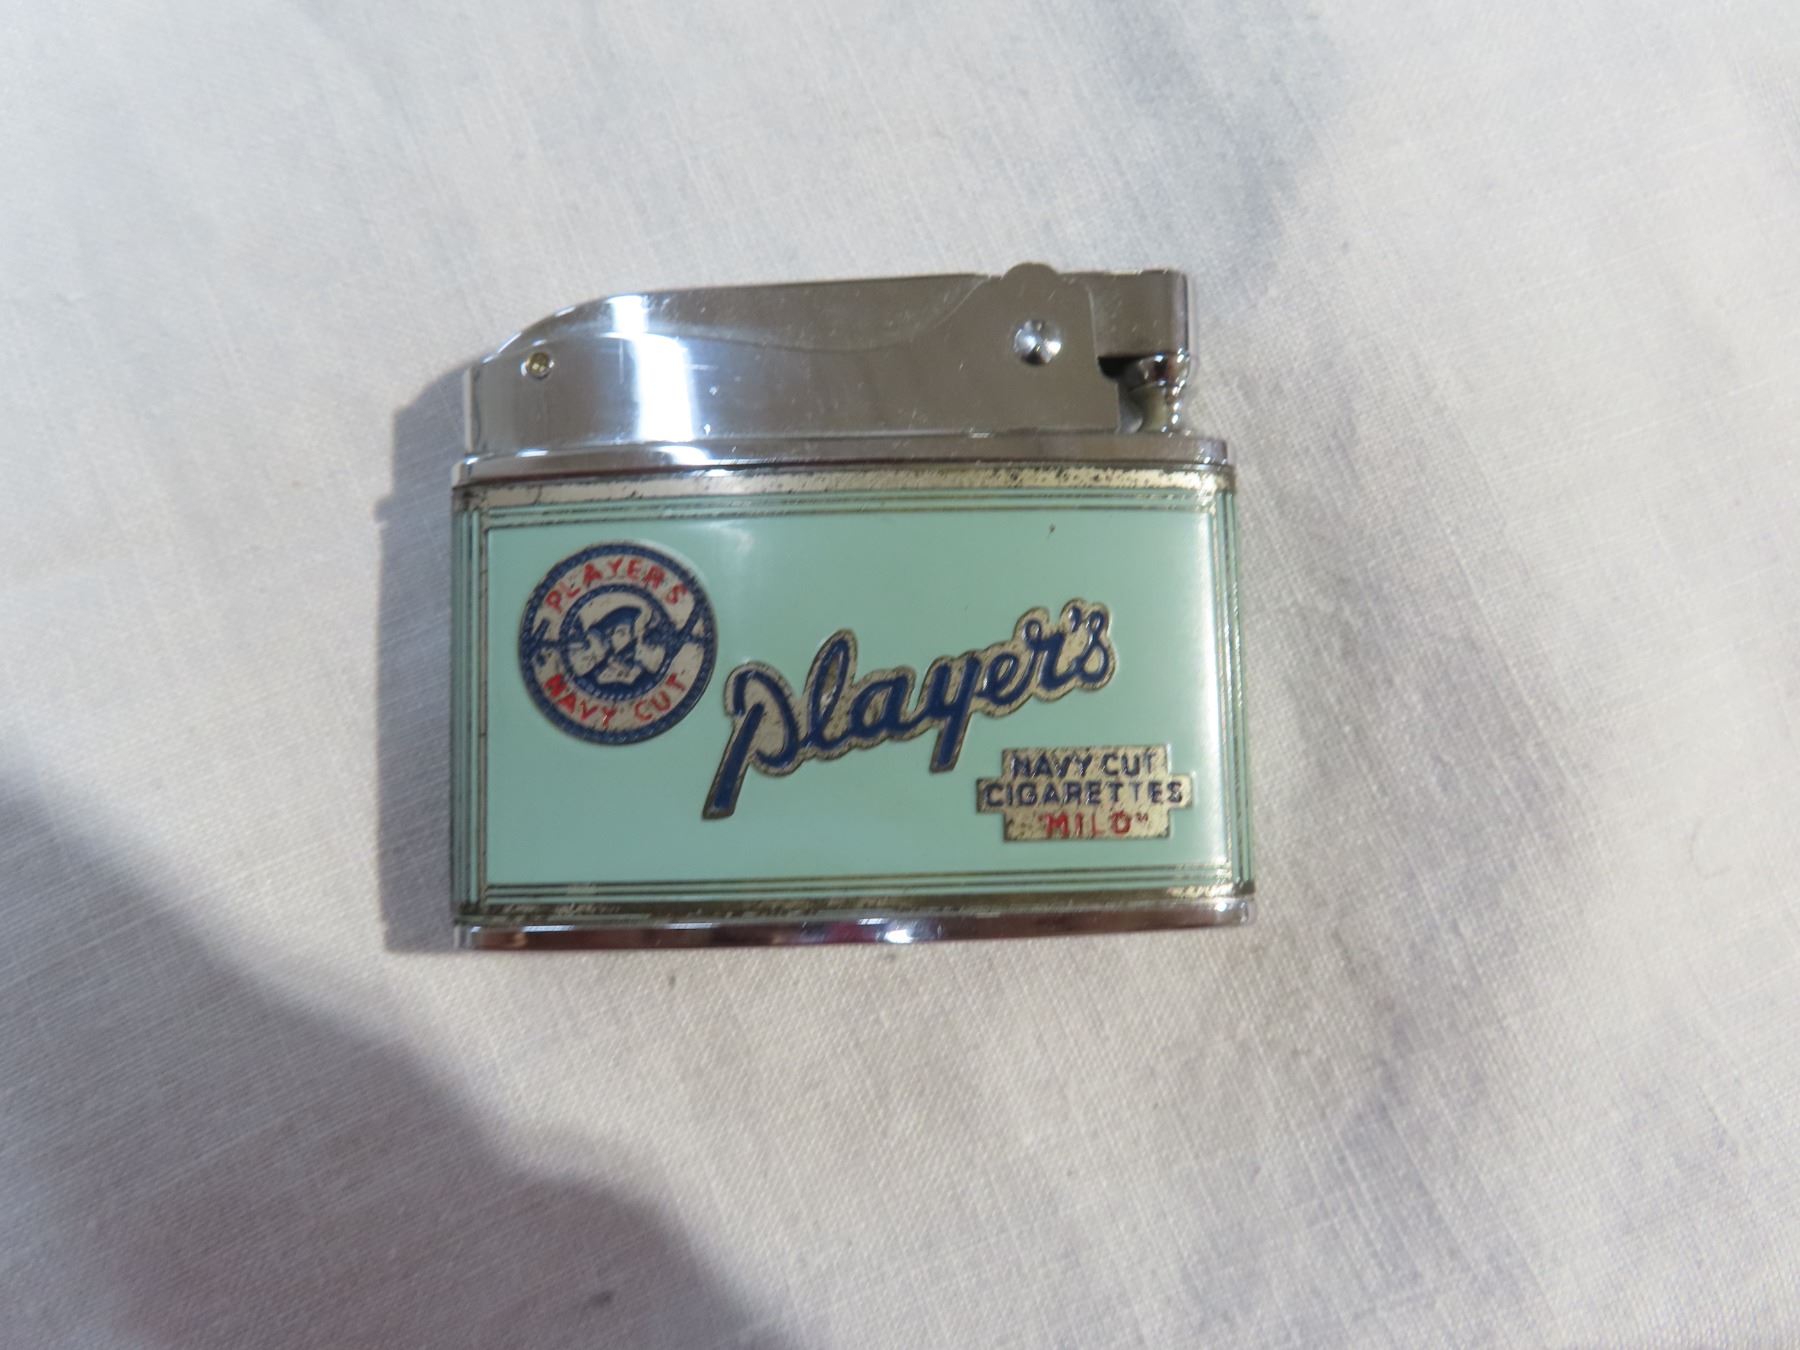 PLAYER'S
NAVY CUT
Player's
NAVY CUT
CIGARETTES
"MILD"